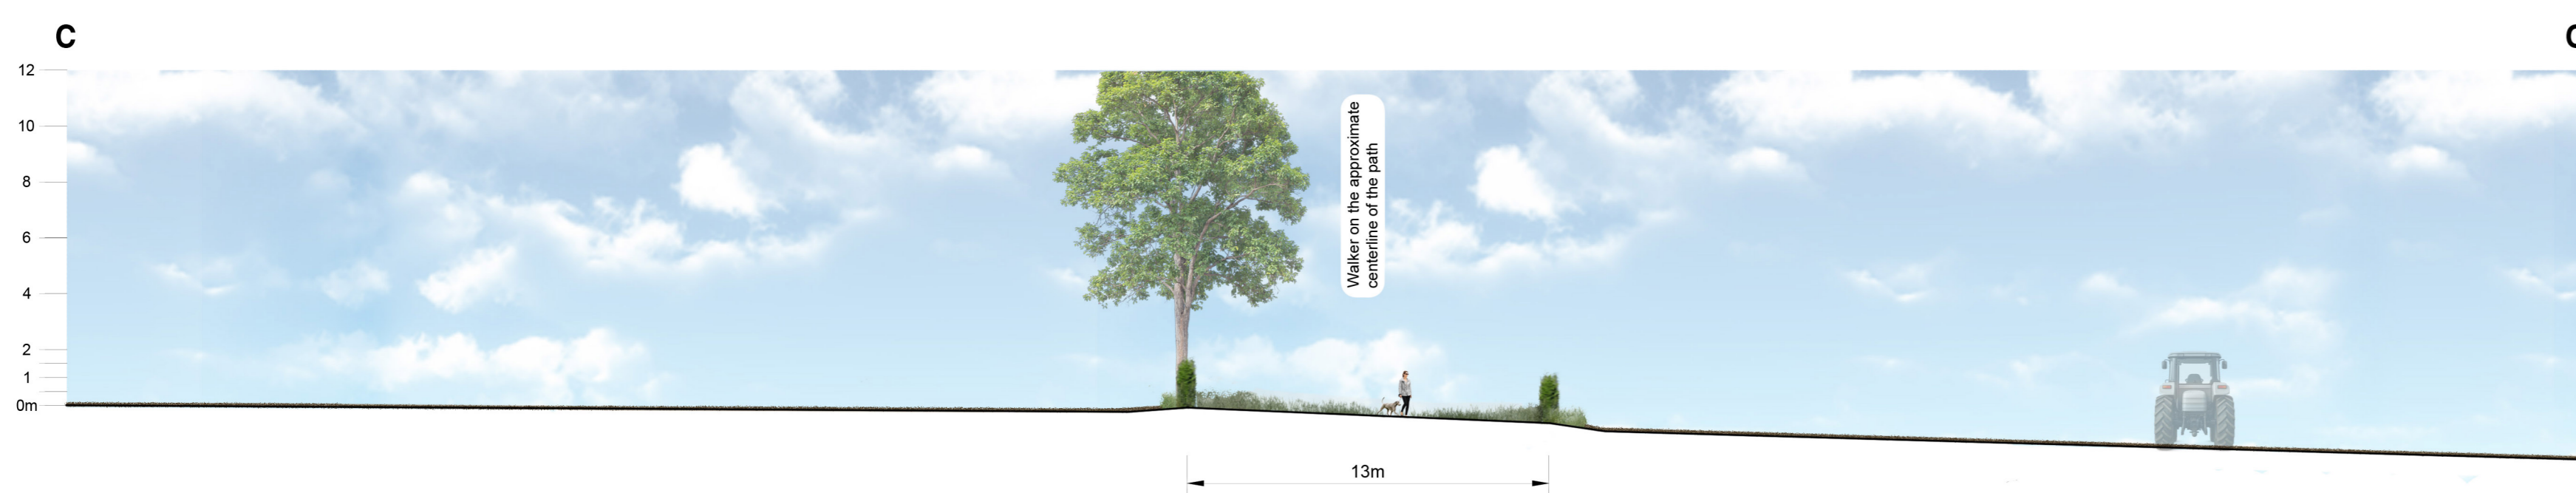 C
12
10
8
6
4
2
1
0m
Walker on the approximate
centerline of the path
13m